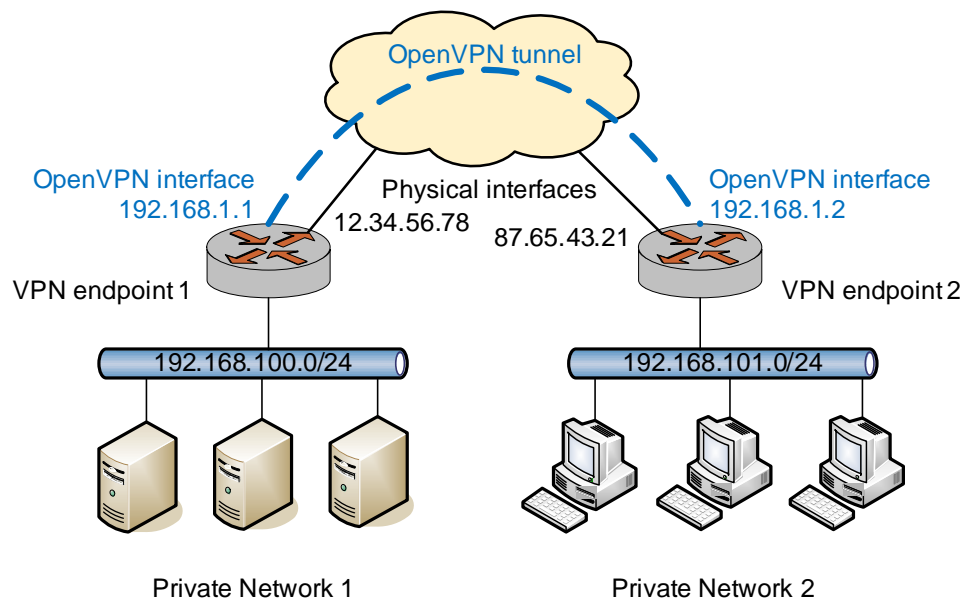 OpenVPN tunnel
OpenVPN interface
192.168.1.1
Physical interfaces
12.34.56.78
87.65.43.21
OpenVPN interface
192.168.1.2
VPN endpoint 1
VPN endpoint 2
192.168.100.0/24
192.168.101.0/24
Private Network 1
Private Network 2